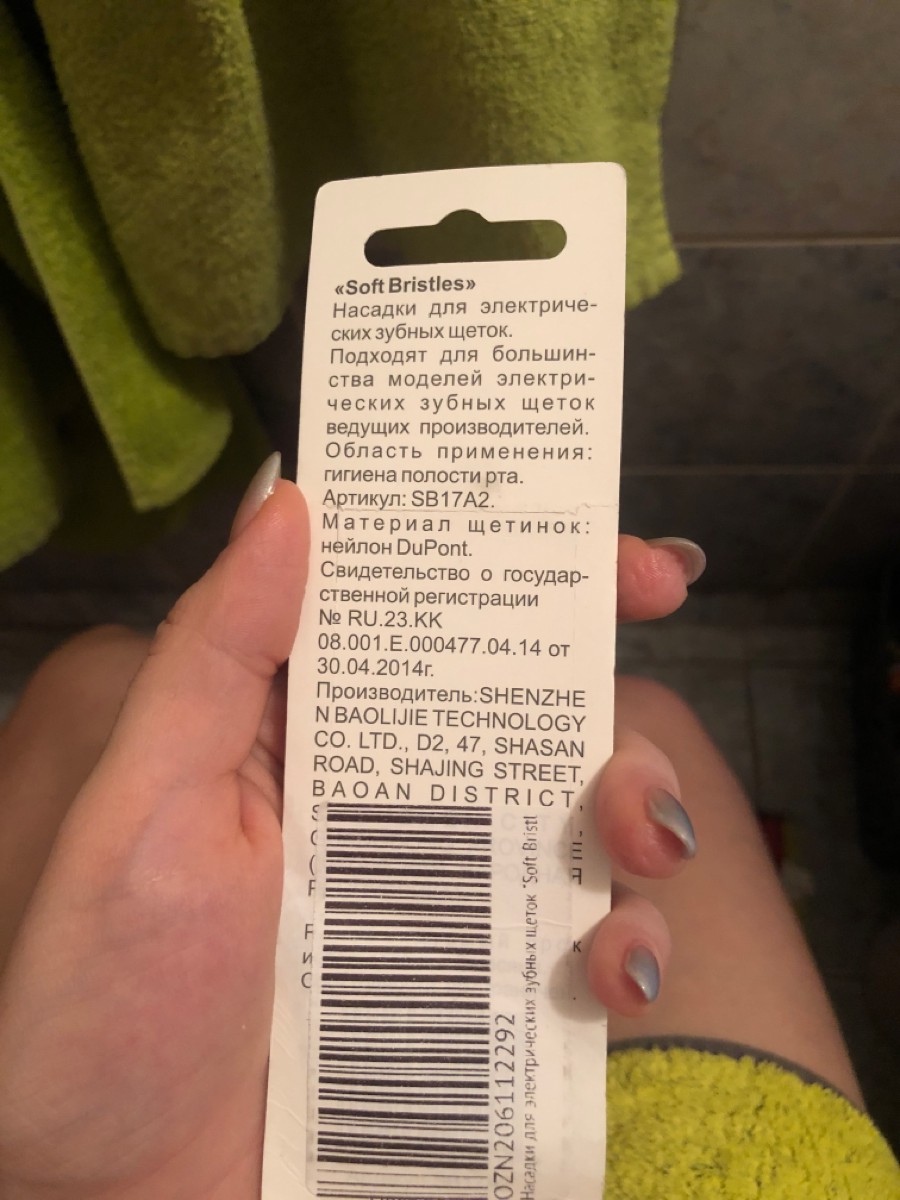 «Soft Bristles»
Насадки для электриче-
ских зубных щеток.
Подходят для большин-
ства моделей электри-
ческих зубных щеток
ведущих производителей.
Область применения:
гигиена полости рта.
Артикул: SB17A2.
Материал щетинок:
нейлон DuPont.
Свидетельство о государ-
ственной регистрации
№ RU.23.KK
08.001.E.000477.04.14 от
30.04.2014г.
Производитель:SHENZHE
N BAOLIJIE TECHNOLOGY
CO. LTD., D2, 47, SHASAN
ROAD, SHAJING STREET,
BAOAN DISTRICT,
OZN206112292
Насадки для электрических зубных щеток "Soft Bristl